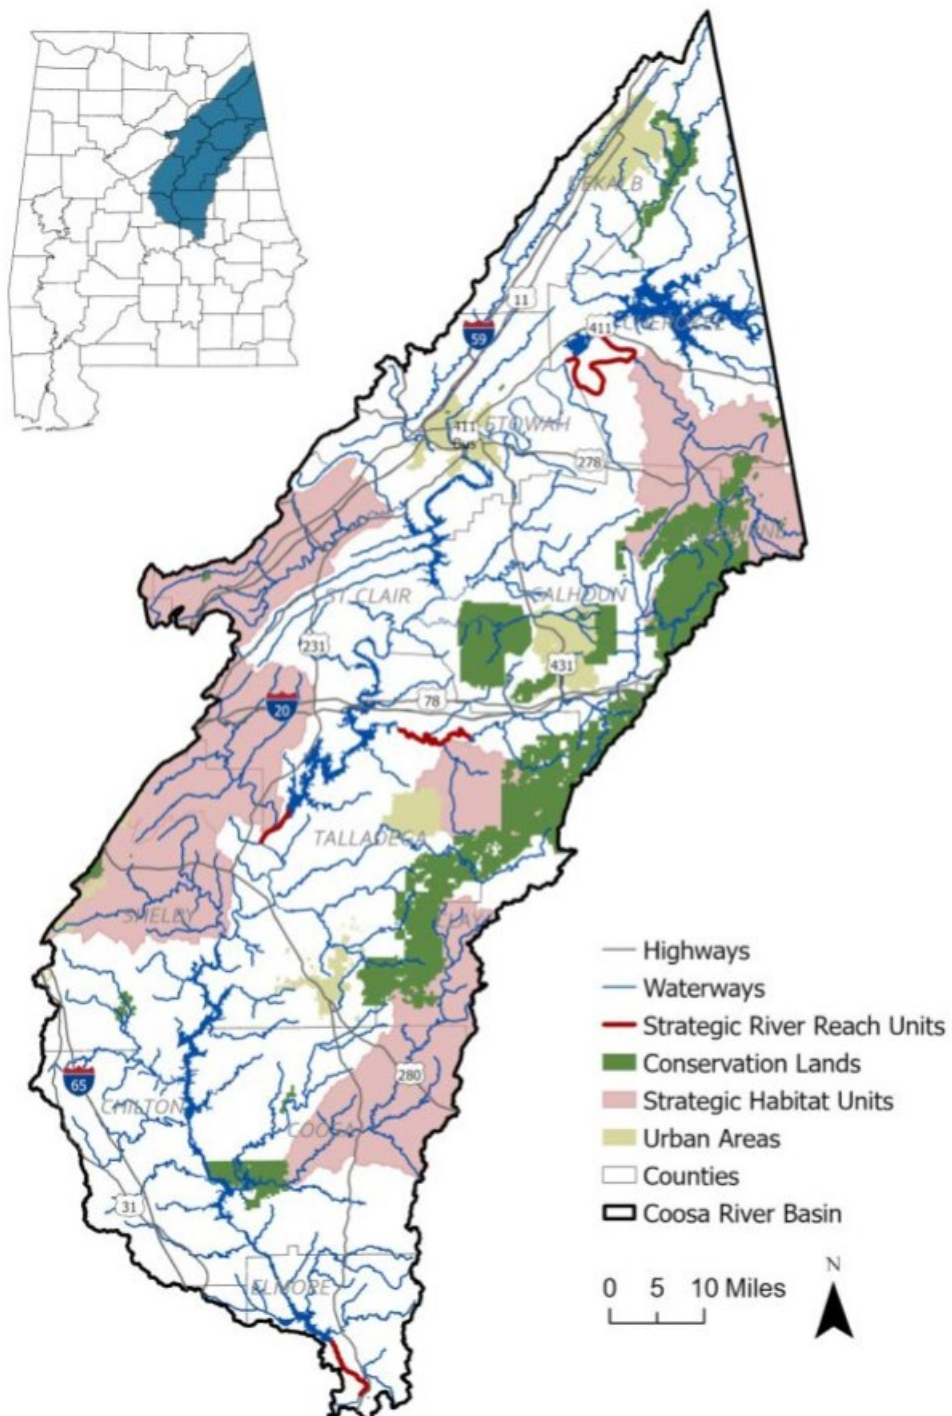 DEKALB
11
CHEROKEE
411
59
411
Bus
ETOWAH
278
CLEBURNE
ST CLAIR
CALHOUN
231
431
78
20
TALLADEGA
SHELBY
CLAY
Highways
Waterways
Strategic River Reach Units
Conservation Lands
Strategic Habitat Units
Urban Areas
Counties
Coosa River Basin
65
280
CHILTON
COOSA
31
ELMORE
0 5 10 Miles
N